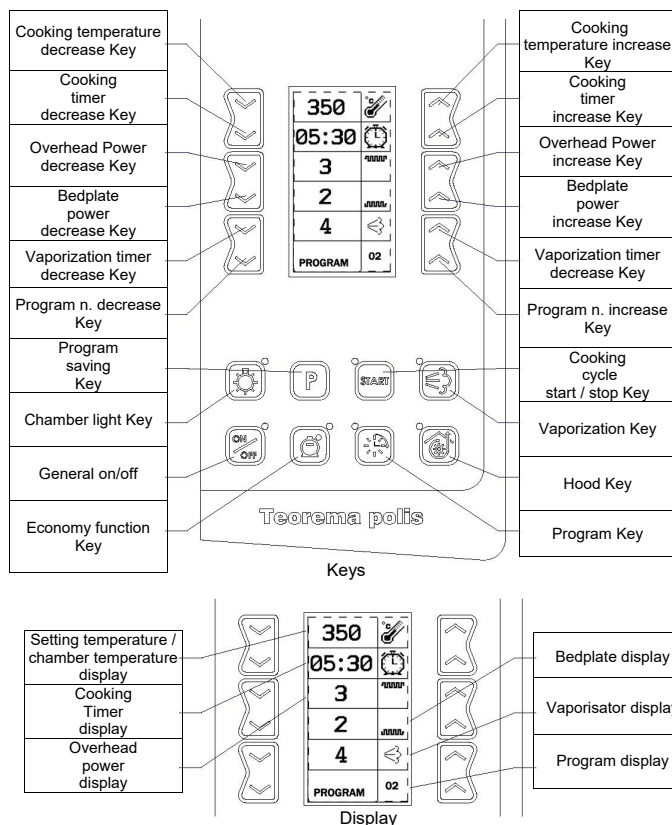 Cooking temperature
decrease Key
Cooking
timer
decrease Key
Overhead Power
decrease Key
Bedplate
power
decrease Key
Vaporization timer
decrease Key
Program n. decrease
Key
Program
saving
Key
Chamber light Key
General on/off
Economy function
Key
350 °C
05:30
3
2
4
PROGRAM 02
P
START
ON
OFF
Teorema polis
Cooking
temperature increase
Key
Cooking
timer
increase Key
Overhead Power
increase Key
Bedplate
power
increase Key
Vaporization timer
decrease Key
Program n. increase
Key
Cooking
cycle
start / stop Key
Vaporization Key
Hood Key
Program Key
Keys
Setting temperature /
chamber temperature
display
Cooking
Timer
display
Overhead
power
display
350 °C
05:30
3
2
4
PROGRAM 02
Bedplate display
Vaporisator display
Program display
Display